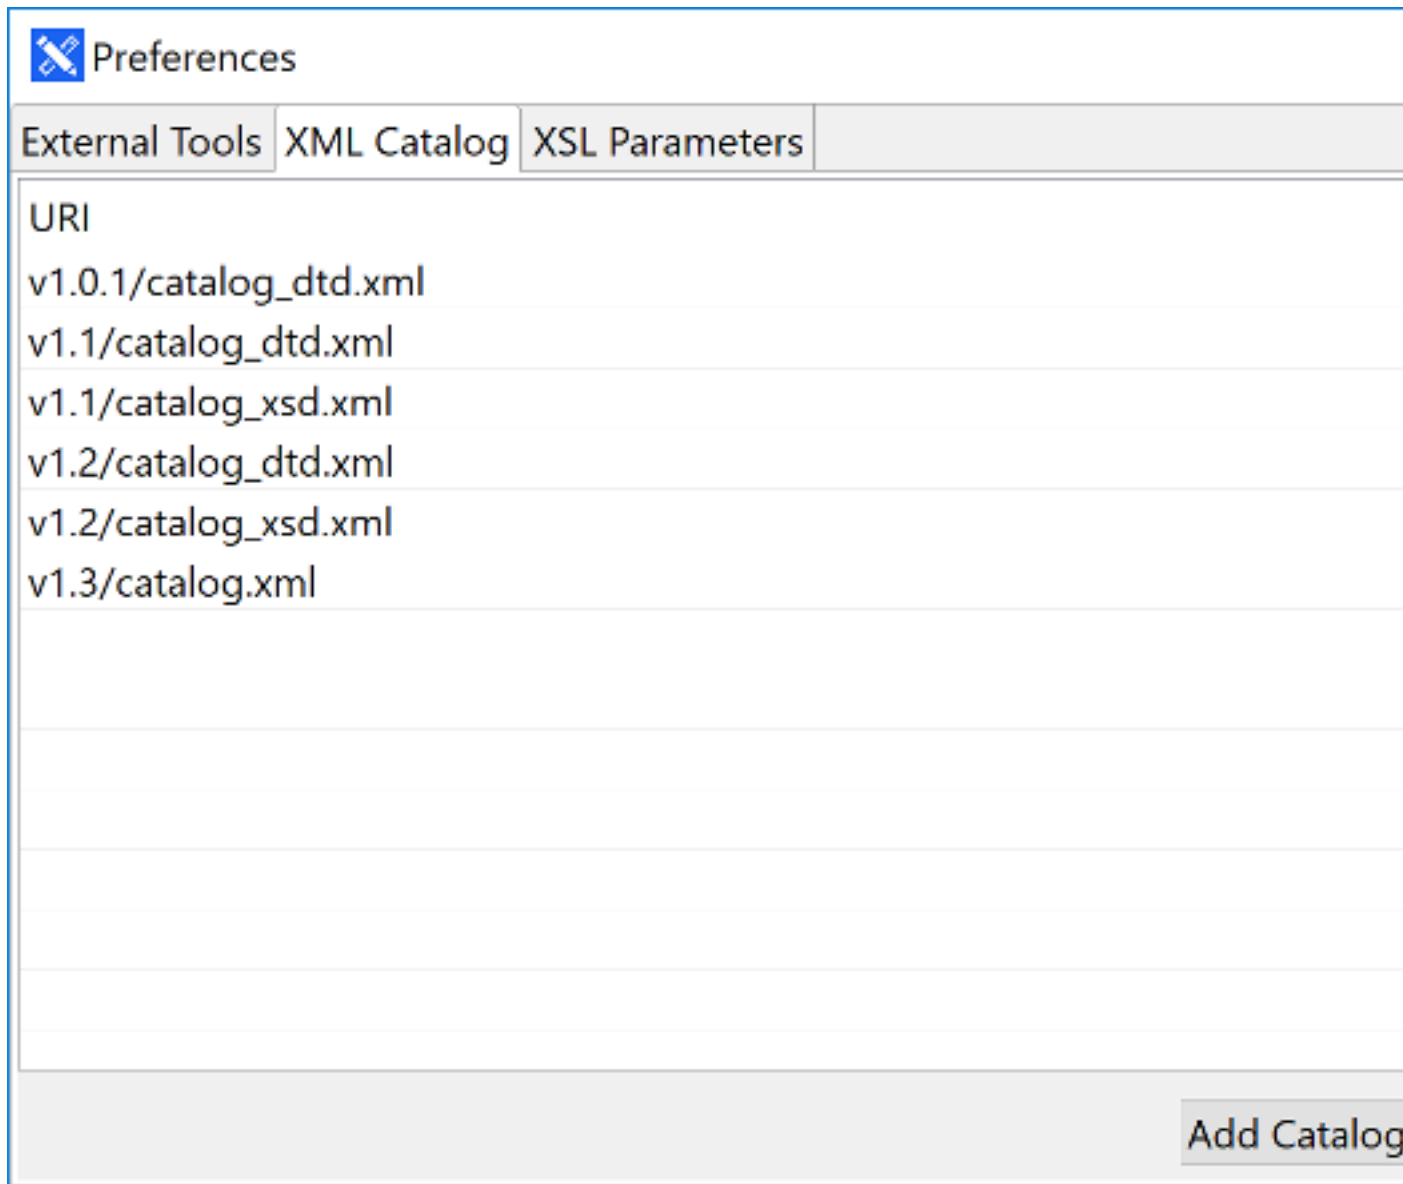 Preferences
External Tools XML Catalog XSL Parameters
URI
v1.0.1/catalog_dtd.xml
v1.1/catalog_dtd.xml
v1.1/catalog_xsd.xml
v1.2/catalog_dtd.xml
v1.2/catalog_xsd.xml
v1.3/catalog.xml
Add Catalog